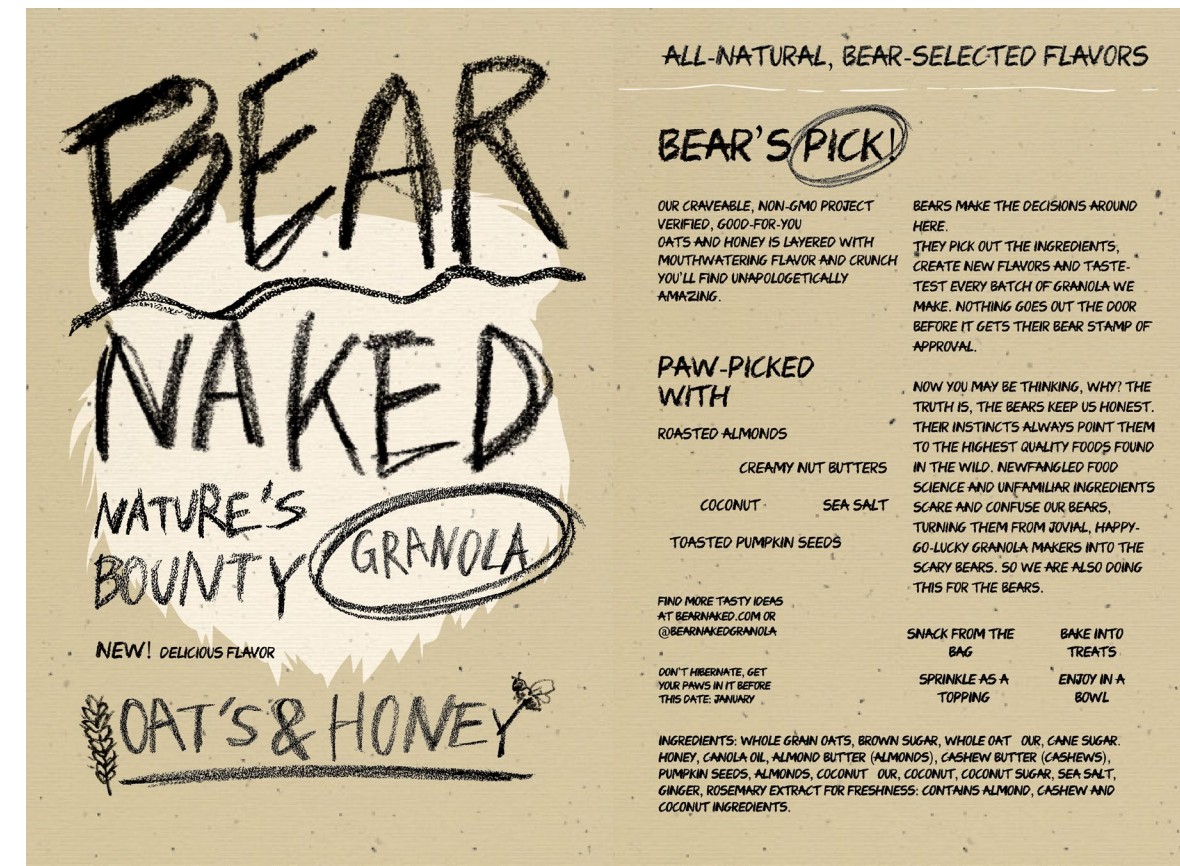 BEAR
NAKED
NATURE'S
BOUNTY
GRANOLA
NEW! DELICIOUS FLAVOR
OAT'S & HONEY
ALL-NATURAL, BEAR-SELECTED FLAVORS
BEAR'S PICK!
OUR CRAVEABLE, NON-GMO PROJECT
VERIFIED, GOOD-FOR-YOU
OATS AND HONEY IS LAYERED WITH
MOUTHWATERING FLAVOR AND CRUNCH
YOU'LL FIND UNAPOLOGETICALLY
AMAZING.
PAW-PICKED
WITH
ROASTED ALMONDS
CREAMY NUT BUTTERS
COCONUT SEA SALT
TOASTED PUMPKIN SEEDS
FIND MORE TASTY IDEAS
AT BEARNAKED.COM OR
@BEARNAKEDGRANOLA
DON'T HIBERNATE, GET
YOUR PAWS IN IT BEFORE
THIS DATE: JANUARY
BEARS MAKE THE DECISIONS AROUND
HERE.
THEY PICK OUT THE INGREDIENTS,
CREATE NEW FLAVORS AND TASTE-
TEST EVERY BATCH OF GRANOLA WE
MAKE. NOTHING GOES OUT THE DOOR
BEFORE IT GETS THEIR BEAR STAMP OF
APPROVAL.
NOW YOU MAY BE THINKING, WHY? THE
TRUTH IS, THE BEARS KEEP US HONEST.
THEIR INSTINCTS ALWAYS POINT THEM
TO THE HIGHEST QUALITY FOODS FOUND
IN THE WILD. NEWFANGLED FOOD
SCIENCE AND UNFAMILIAR INGREDIENTS
SCARE AND CONFUSE OUR BEARS,
TURNING THEM FROM JOVIAL, HAPPY-
GO-LUCKY GRANOLA MAKERS INTO THE
SCARY BEARS. SO WE ARE ALSO DOING
THIS FOR THE BEARS.
SNACK FROM THE
BAG
BAKE INTO
TREATS
SPRINKLE AS A
TOPPING
ENJOY IN A
BOWL
INGREDIENTS: WHOLE GRAIN OATS, BROWN SUGAR, WHOLE OAT OUR, CANE SUGAR.
HONEY, CANOLA OIL, ALMOND BUTTER (ALMONDS), CASHEW BUTTER (CASHEWS),
PUMPKIN SEEDS, ALMONDS, COCONUT OUR, COCONUT, COCONUT SUGAR, SEA SALT,
GINGER, ROSEMARY EXTRACT FOR FRESHNESS: CONTAINS ALMOND, CASHEW AND
COCONUT INGREDIENTS.